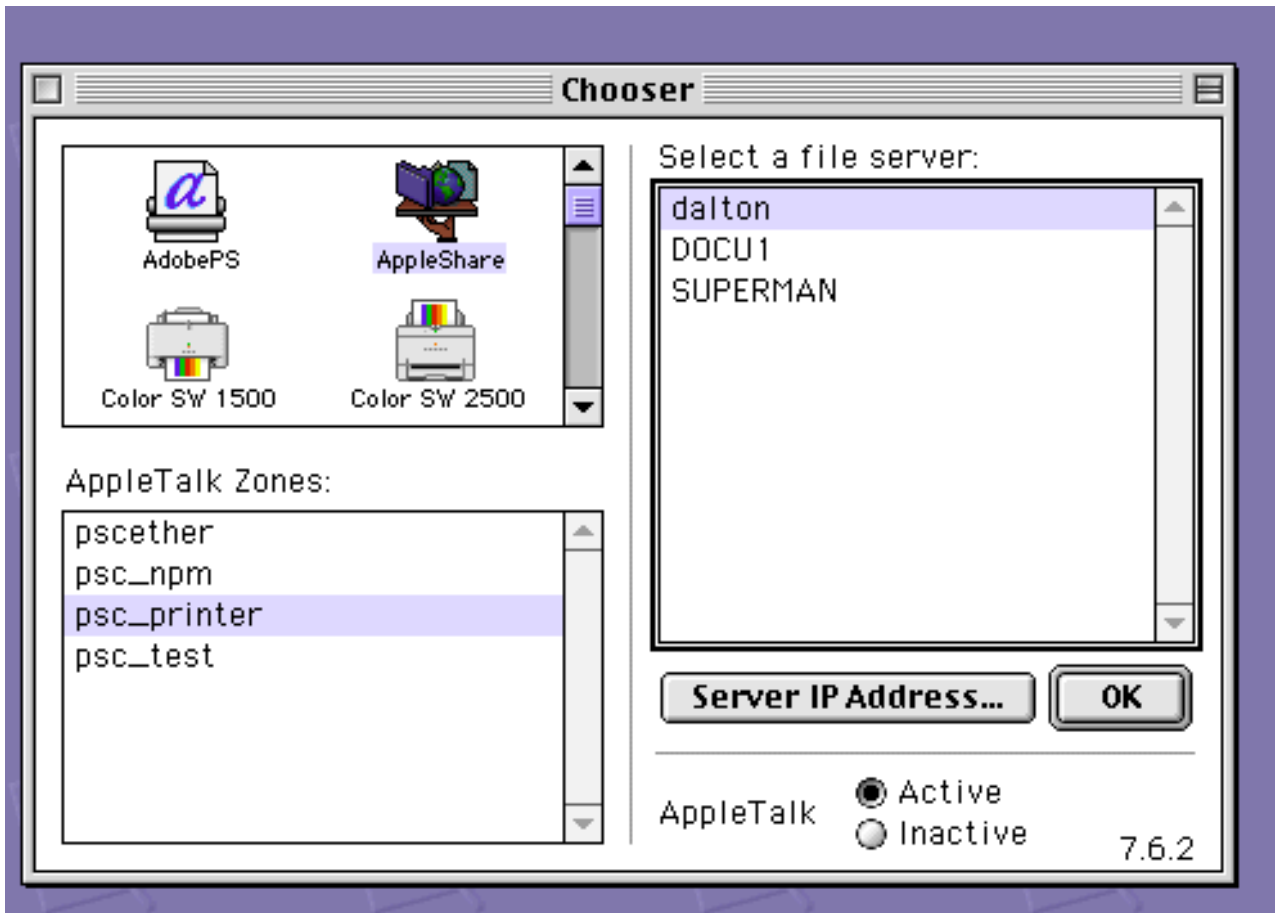 Chooser
AdobePS
AppleShare
Color SW 1500
Color SW 2500
AppleTalk Zones:
pscether
psc_npm
psc_printer
psc_test
Select a file server:
dalton
DOCU1
SUPERMAN
Server IP Address...
OK
AppleTalk
Active
Inactive
7.6.2